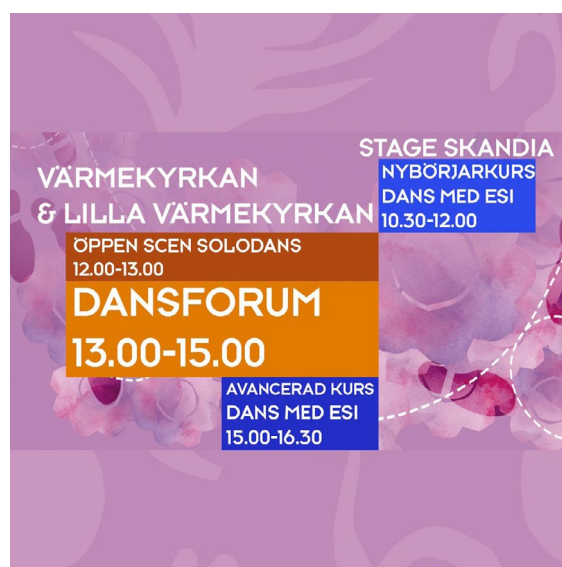 STAGE SKANDIA
NYBÖRJARKURS
DANS MED ESI
10.30-12.00
VÄRMEKYRKAN
& LILLA VÄRMEKYRKAN
ÖPPEN SCEN SOLODANS
12.00-13.00
DANSFORUM
13.00-15.00
AVANCERAD KURS
DANS MED ESI
15.00-16.30